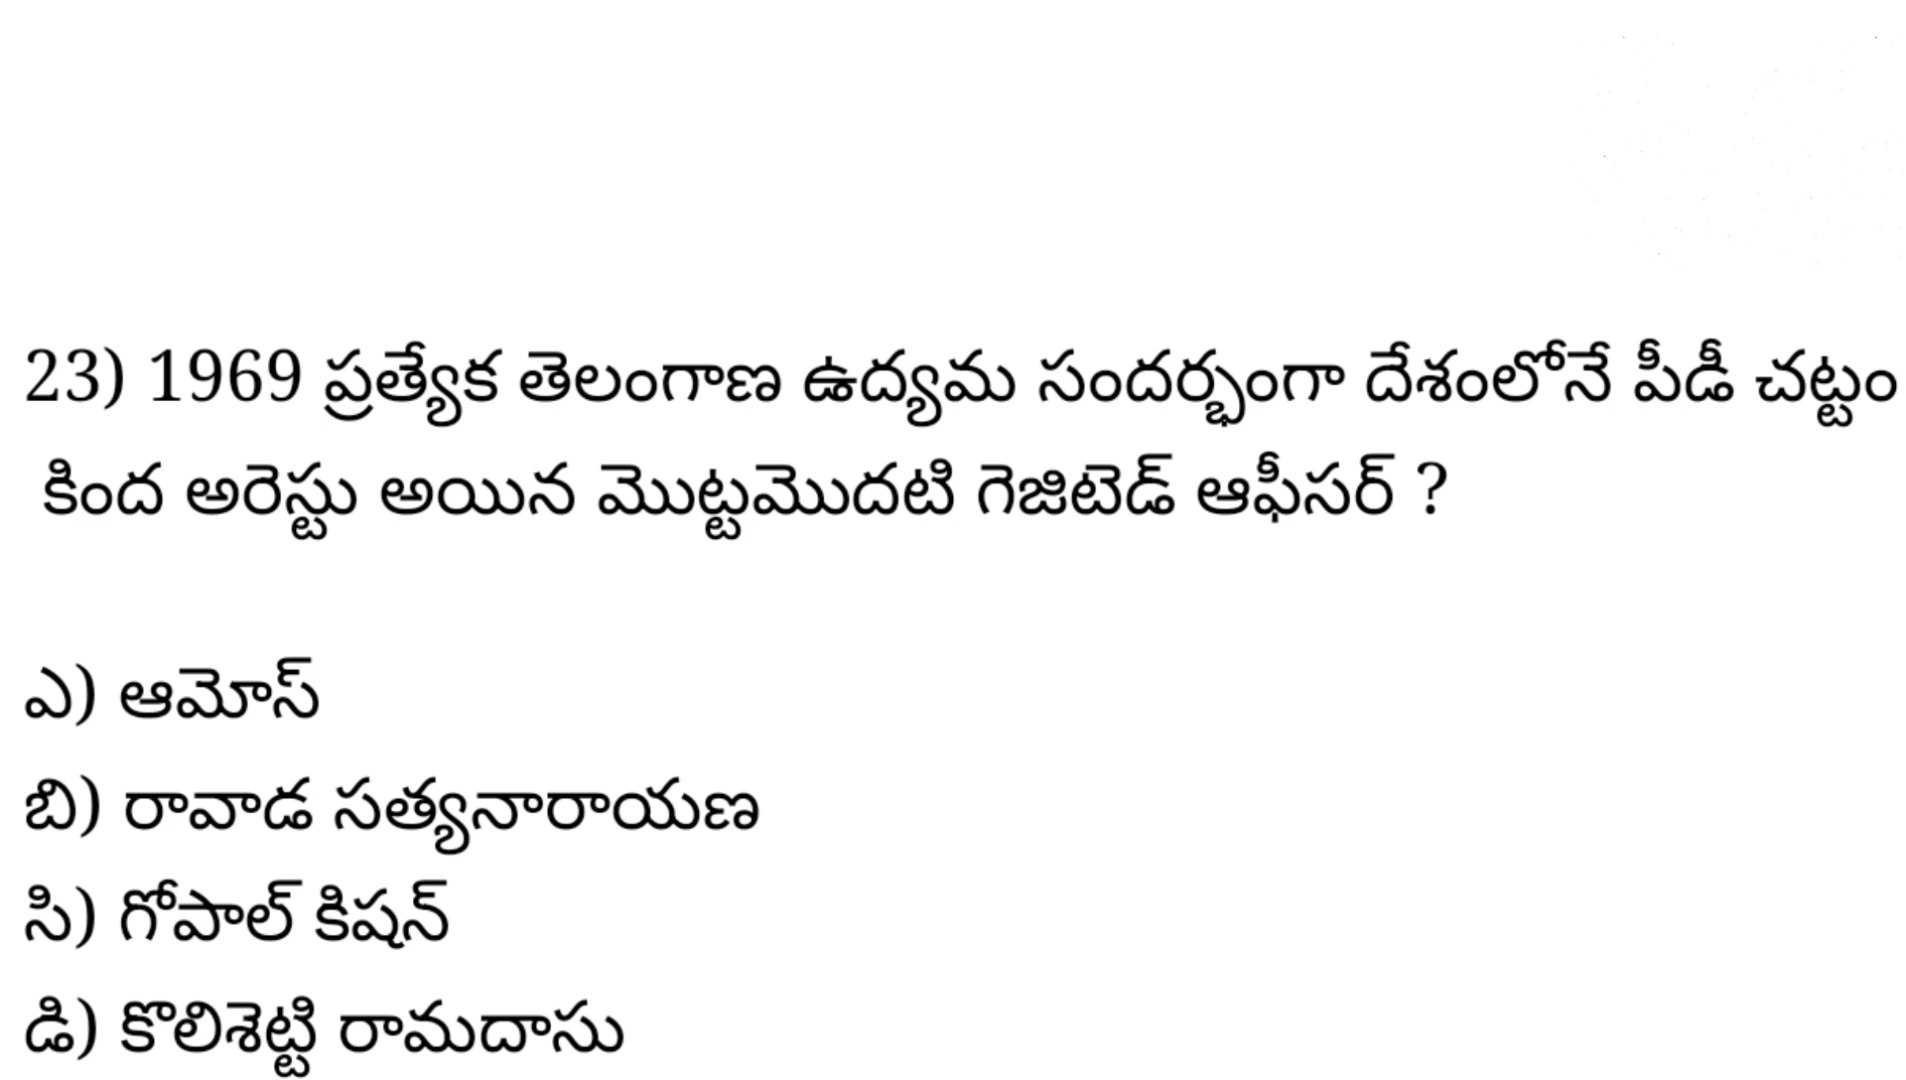 23) 1969 ప్రత్యేక తెలంగాణ ఉద్యమ సందర్భంగా దేశంలోనే పీడీ చట్టం
కింద అరెస్టు అయిన మొట్టమొదటి గెజిటెడ్ ఆఫీసర్ ?
ఎ) ఆమోస్
బి) రావాడ సత్యనారాయణ
సి) గోపాల్ కిషన్
డి) కొలిశెట్టి రామదాసు